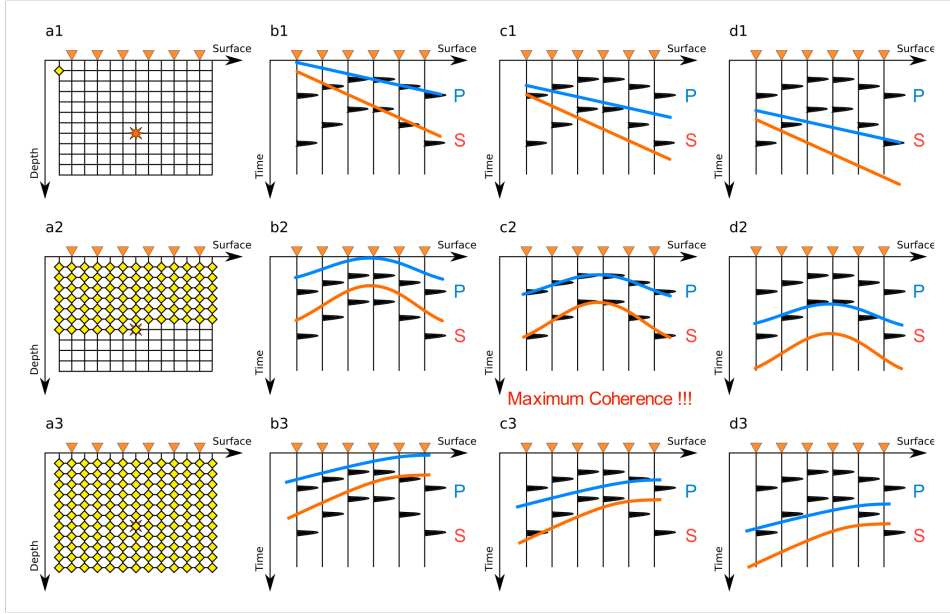 a1
b1
c1
d1
Surface
Surface
Surface
Surface
Depth
Time
Time
Time
P
S
P
S
P
S
a2
b2
c2
d2
Surface
Surface
Surface
Surface
Depth
Time
Time
Time
P
S
P
S
P
S
Maximum Coherence !!!
a3
b3
c3
d3
Surface
Surface
Surface
Surface
Depth
Time
Time
Time
P
S
P
S
P
S